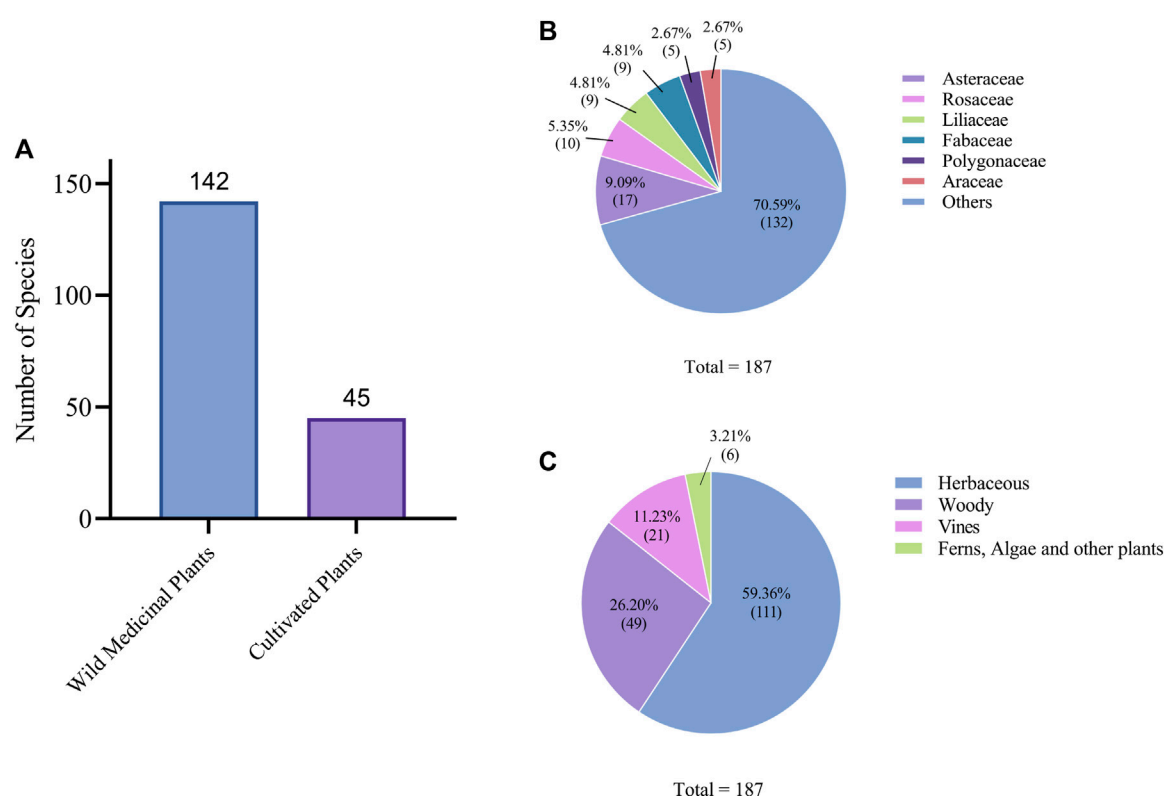 A
Number of Species
150
100
50
0
142
45
Wild Medicinal Plants
Cultivated Plants
B
2.67%
(5)
2.67%
(5)
4.81%
(9)
4.81%
(9)
5.35%
(10)
9.09%
(17)
70.59%
(132)
Asteraceae
Rosaceae
Liliaceae
Fabaceae
Polygonaceae
Araceae
Others
Total = 187
C
3.21%
(6)
11.23%
(21)
26.20%
(49)
59.36%
(111)
Herbaceous
Woody
Vines
Ferns, Algae and other plants
Total = 187